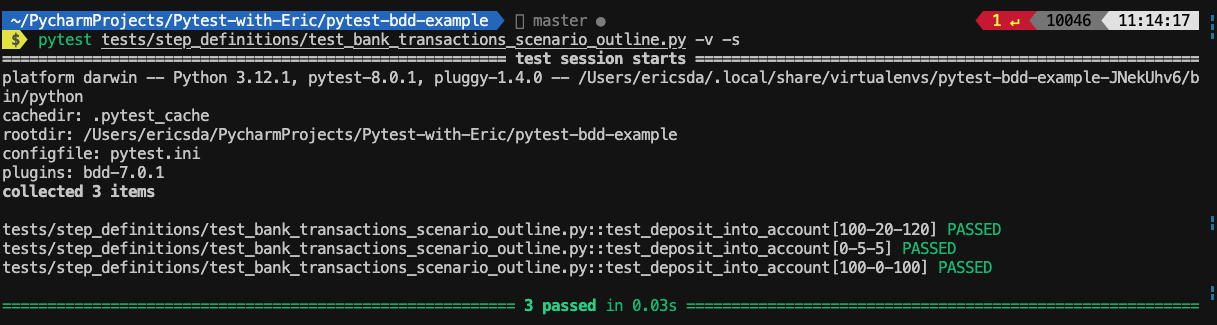 ~/PycharmProjects/Pytest-with-Eric/pytest-bdd-example master ● 1 ↵ 10046 11:14:17
$ pytest tests/step_definitions/test_bank_transactions_scenario_outline.py -v -s
============================================================ test session starts ============================================================
platform darwin -- Python 3.12.1, pytest-8.0.1, pluggy-1.4.0 -- /Users/ericsda/.local/share/virtualenvs/pytest-bdd-example-JNekUhv6/b
in/python
cachedir: .pytest_cache
rootdir: /Users/ericsda/PycharmProjects/Pytest-with-Eric/pytest-bdd-example
configfile: pytest.ini
plugins: bdd-7.0.1
collected 3 items
tests/step_definitions/test_bank_transactions_scenario_outline.py::test_deposit_into_account[100-20-120] PASSED
tests/step_definitions/test_bank_transactions_scenario_outline.py::test_deposit_into_account[0-5-5] PASSED
tests/step_definitions/test_bank_transactions_scenario_outline.py::test_deposit_into_account[100-0-100] PASSED
============================================================ 3 passed in 0.03s ============================================================